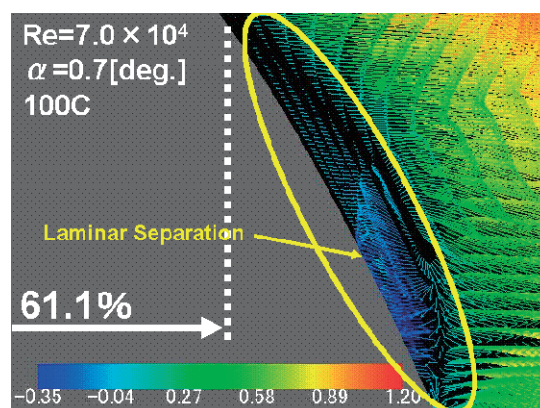 Re=7.0×10⁴
α=0.7[deg.]
100C
Laminar Separation
61.1%
−0.35 −0.04 0.27 0.58 0.89 1.20